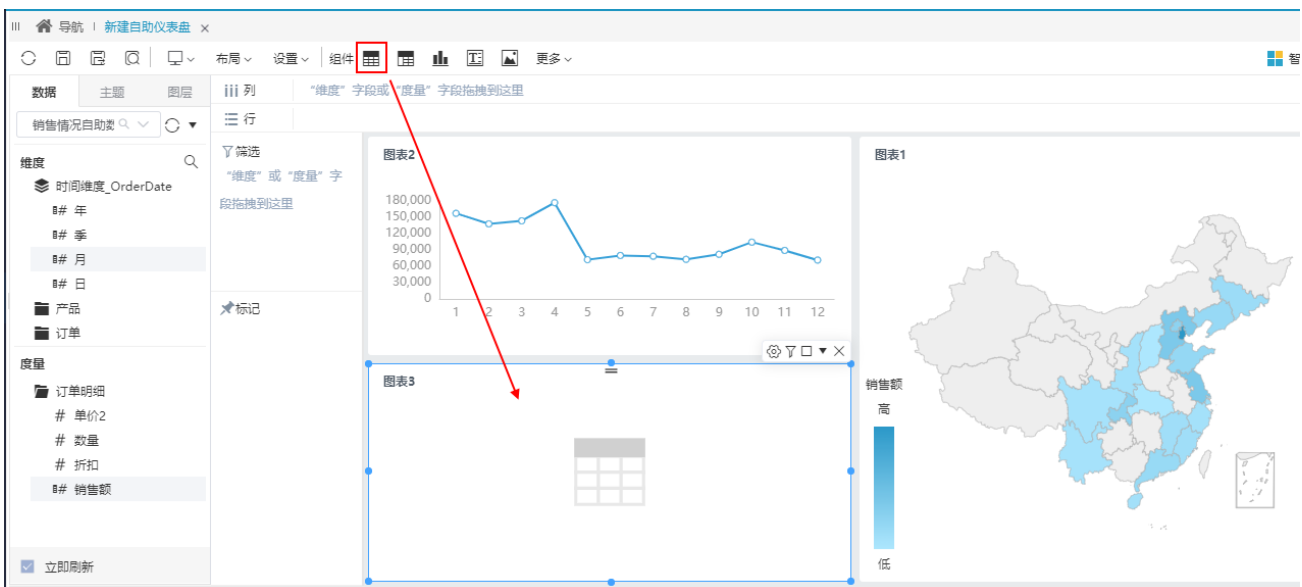 导航 新建自助仪表盘 ×
布局 设置 组件 更多 智
数据 主题 图层
销售情况自助数
维度
时间维度_OrderDate
年
季
月
日
产品
订单
度量
订单明细
# 单价2
# 数量
# 折扣
# 销售额
立即刷新
列 “维度” 字段或 “度量” 字段拖拽到这里
行
筛选
“维度” 或 “度量” 字
段拖拽到这里
标记
图表2
180,000
150,000
120,000
90,000
60,000
30,000
0
1 2 3 4 5 6 7 8 9 10 11 12
图表3
图表1
销售额
高
低